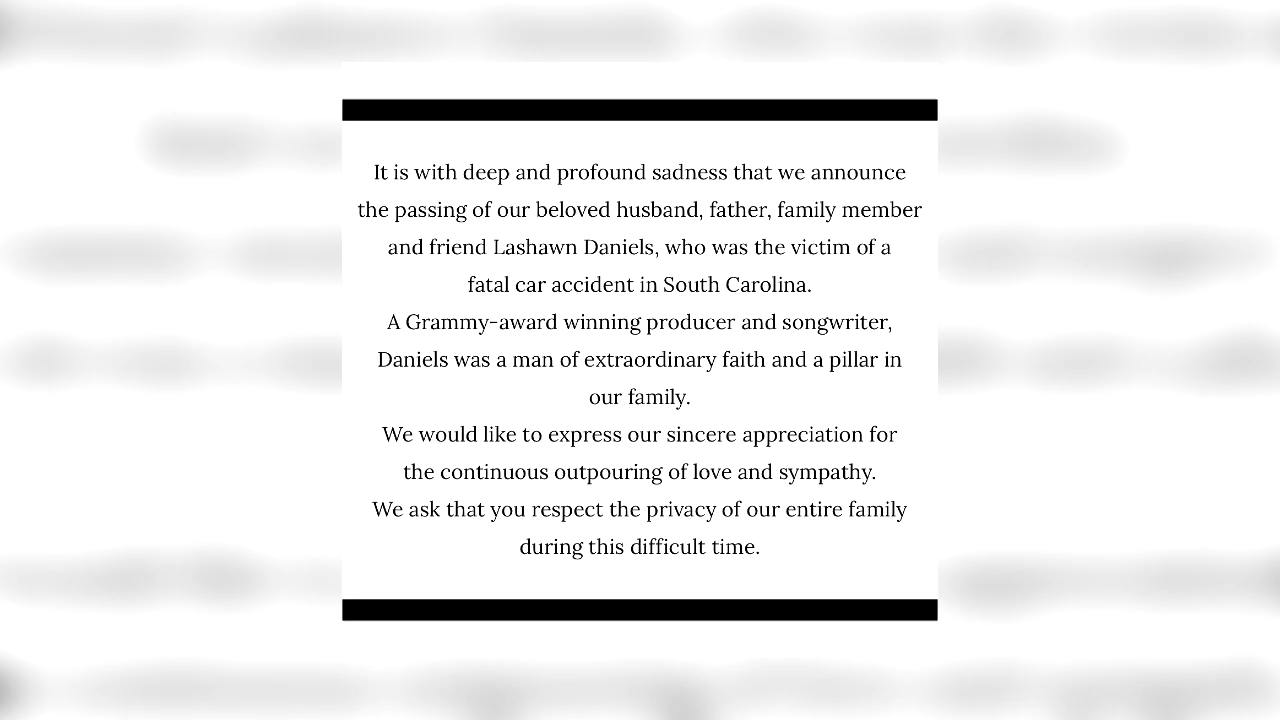 It is with deep and profound sadness that we announce
the passing of our beloved husband, father, family member
and friend Lashawn Daniels, who was the victim of a
fatal car accident in South Carolina.
A Grammy-award winning producer and songwriter,
Daniels was a man of extraordinary faith and a pillar in
our family.
We would like to express our sincere appreciation for
the continuous outpouring of love and sympathy.
We ask that you respect the privacy of our entire family
during this difficult time.